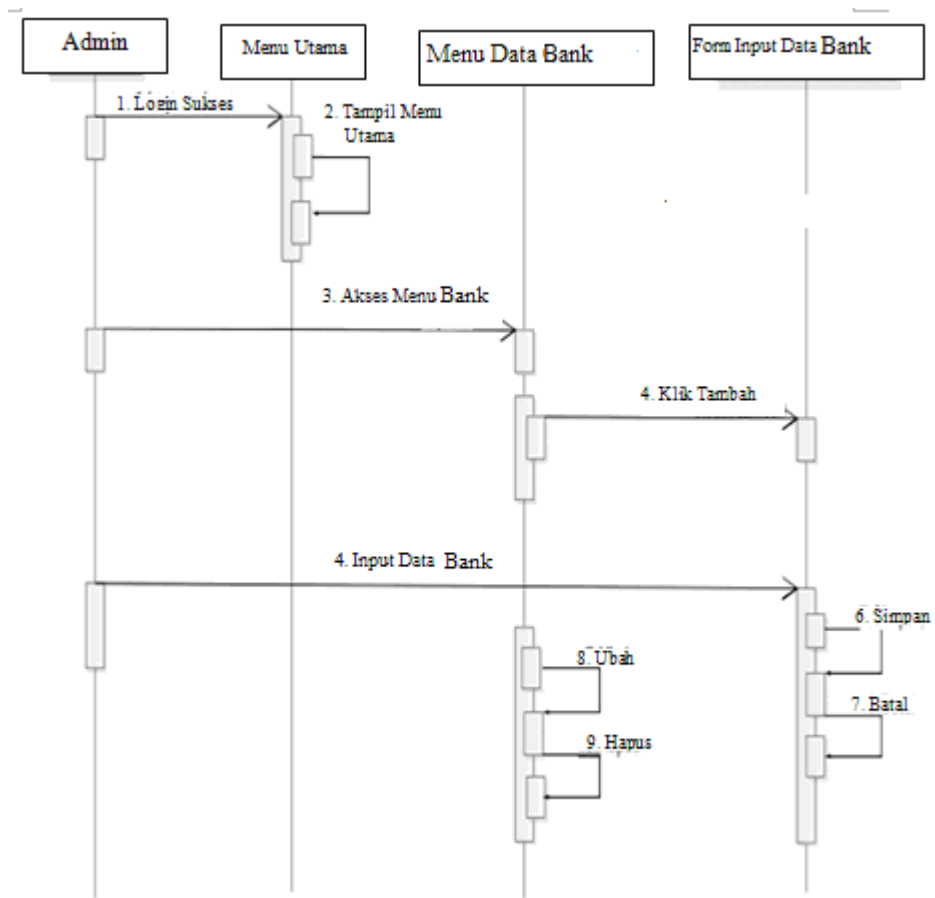 Admin
Menu Utama
Menu Data Bank
Form Input Data Bank
1. Login Sukses
2. Tampil Menu
Utama
3. Akses Menu Bank
4. Klik Tambah
4. Input Data Bank
6. Simpan
8. Ubah
7. Batal
9. Hapus